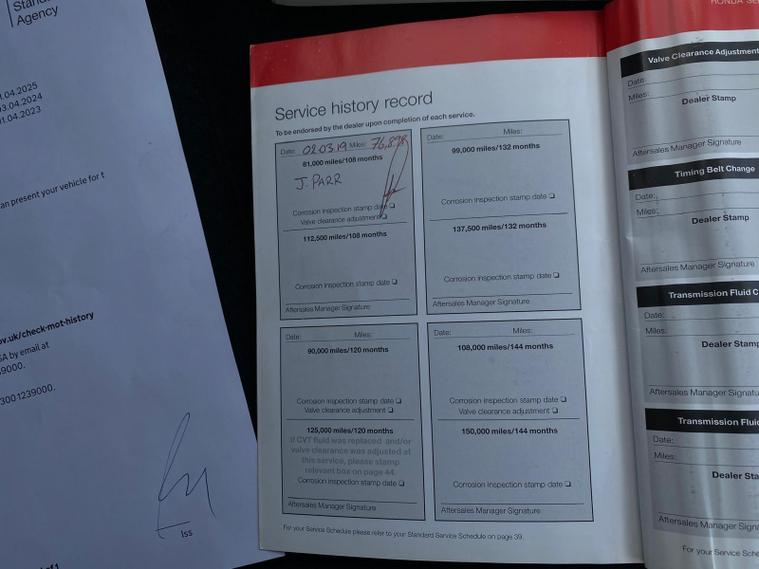 Agency
.04.2025
3.04.2024
1.04.2023
an present your vehicle for t
ov.uk/check-mot-history
SA by email at
9000.
3001239000.
Iss
Service history record
To be endorsed by the dealer upon completion of each service.
Date: 02.03.19 Miles:
81,000 miles/108 months
J. PARR
Corrosion inspection stamp date
Valve clearance adjustment
112,500 miles/108 months
Corrosion inspection stamp date
Aftersales Manager Signature
Date: Miles:
99,000 miles/132 months
Corrosion inspection stamp date
137,500 miles/132 months
Corrosion inspection stamp date
Aftersales Manager Signature
Date: Miles:
90,000 miles/120 months
Corrosion inspection stamp date
Valve clearance adjustment
125,000 miles/120 months
If CVT fluid was replaced and/or
valve clearance was adjusted at
this service, please stamp
relevant box on page 44.
Corrosion inspection stamp date
Aftersales Manager Signature
Date: Miles:
108,000 miles/144 months
Corrosion inspection stamp date
Valve clearance adjustment
150,000 miles/144 months
Corrosion inspection stamp date
Aftersales Manager Signature
For your Service Schedule please refer to your Standard Service Schedule on page 39.
HONDA SE
Valve Clearance Adjustment
Date:
Miles:
Dealer Stamp
Aftersales Manager Signature
Timing Belt Change
Date:
Miles:
Dealer Stamp
Aftersales Manager Signature
Transmission Fluid C
Date:
Miles:
Dealer Stamp
Aftersales Manager Signatu
Transmission Fluid
Date:
Miles:
Dealer Sta
Aftersales Manager Signa
For your Service Sche